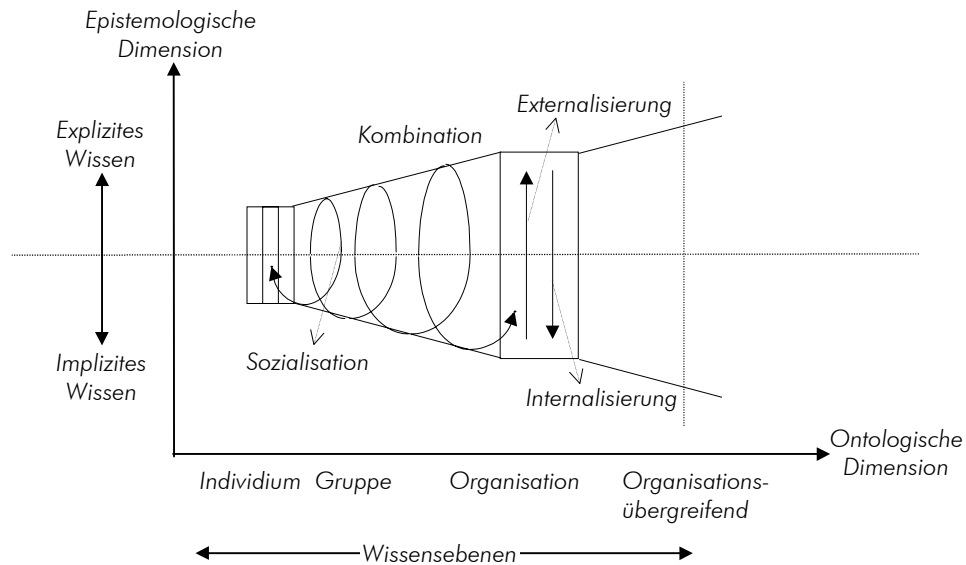 Epistemologische
Dimension
Externalisierung
Explizites
Wissen
Kombination
Sozialisation
Implizites
Wissen
Internalisierung
Ontologische
Dimension
Individium
Gruppe
Organisation
Organisations-
übergreifend
Wissensebenen